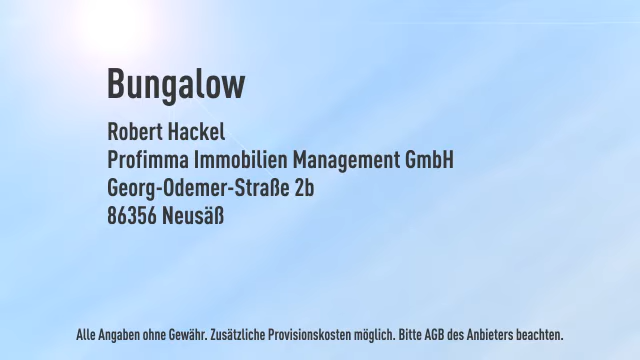 Bungalow
Robert Hackel
Profimma Immobilien Management GmbH
Georg-Odemer-Straße 2b
86356 Neusäß
Alle Angaben ohne Gewähr. Zusätzliche Provisionskosten möglich. Bitte AGB des Anbieters beachten.